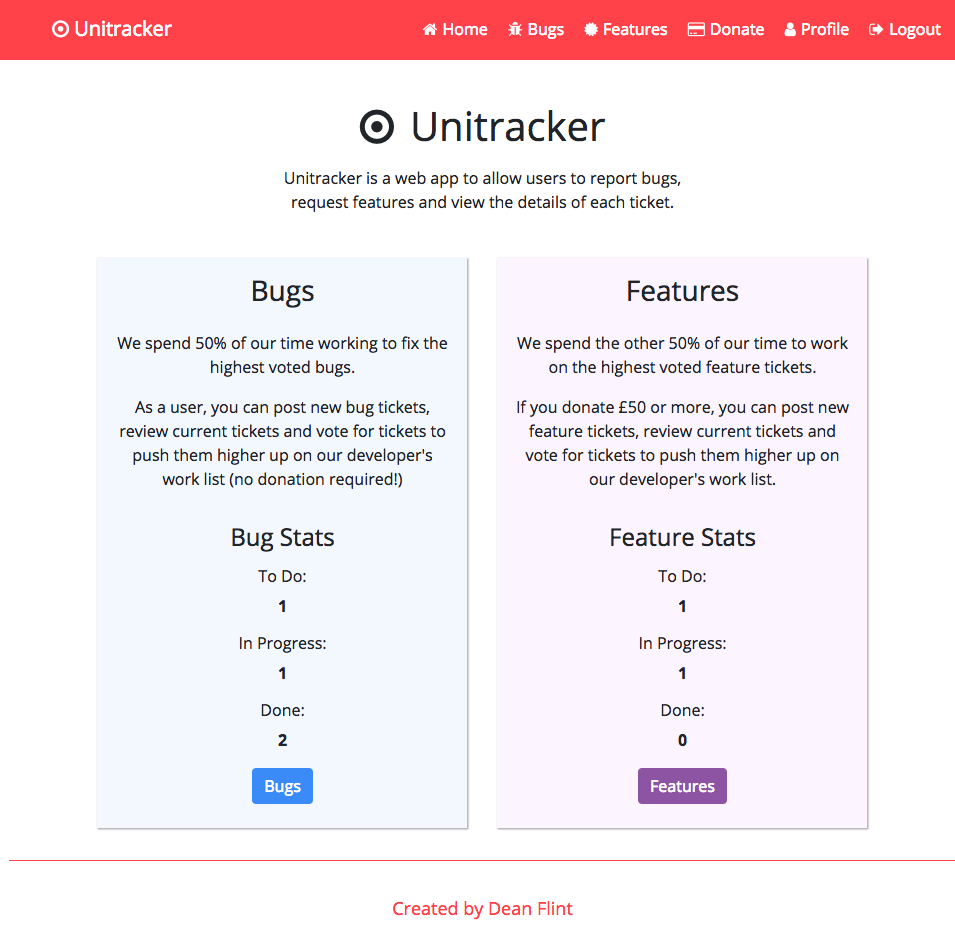 Unitracker Home Bugs Features Donate Profile Logout
Unitracker
Unitracker is a web app to allow users to report bugs,
request features and view the details of each ticket.
Bugs
We spend 50% of our time working to fix the
highest voted bugs.
As a user, you can post new bug tickets,
review current tickets and vote for tickets to
push them higher up on our developer's
work list (no donation required!)
Bug Stats
To Do:
1
In Progress:
1
Done:
2
Bugs
Features
We spend the other 50% of our time to work
on the highest voted feature tickets.
If you donate £50 or more, you can post new
feature tickets, review current tickets and
vote for tickets to push them higher up on
our developer's work list.
Feature Stats
To Do:
1
In Progress:
1
Done:
0
Features
Created by Dean Flint